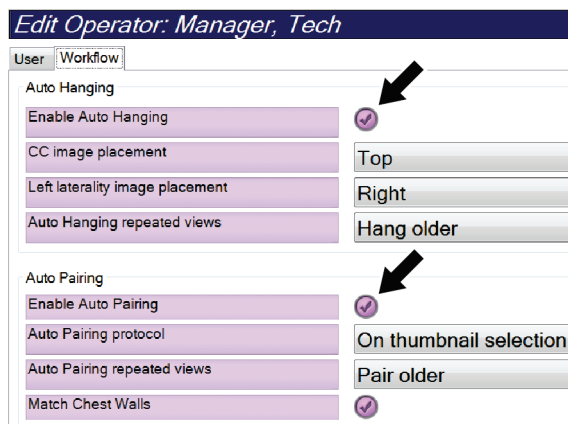 Edit Operator: Manager, Tech
User Workflow
Auto Hanging
Enable Auto Hanging
CC image placement Top
Left laterality image placement Right
Auto Hanging repeated views Hang older
Auto Pairing
Enable Auto Pairing
Auto Pairing protocol On thumbnail selection
Auto Pairing repeated views Pair older
Match Chest Walls